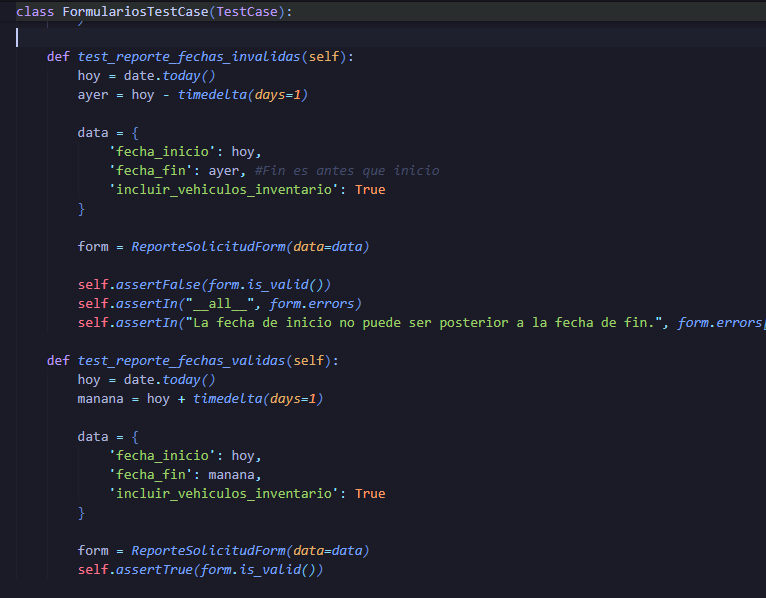 class FormulariosTestCase(TestCase):
    def test_reporte_fechas_invalidas(self):
        hoy = date.today()
        ayer = hoy - timedelta(days=1)
        data = {
            'fecha_inicio': hoy,
            'fecha_fin': ayer, #Fin es antes que inicio
            'incluir_vehiculos_inventario': True
        }
        form = ReporteSolicitudForm(data=data)
        self.assertFalse(form.is_valid())
        self.assertIn("__all__", form.errors)
        self.assertIn("La fecha de inicio no puede ser posterior a la fecha de fin.", form.errors[
    def test_reporte_fechas_validas(self):
        hoy = date.today()
        manana = hoy + timedelta(days=1)
        data = {
            'fecha_inicio': hoy,
            'fecha_fin': manana,
            'incluir_vehiculos_inventario': True
        }
        form = ReporteSolicitudForm(data=data)
        self.assertTrue(form.is_valid())